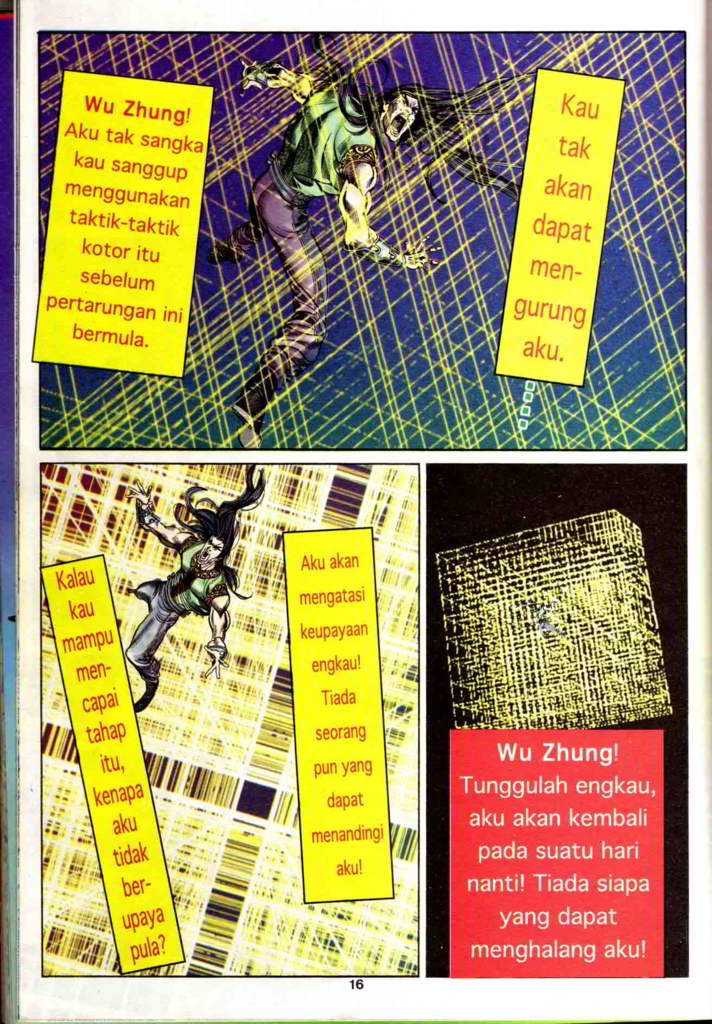 Wu Zhung!
Aku tak sangka
kau sanggup
menggunakan
taktik-taktik
kotor itu
sebelum
pertarungan ini
bermula.
Kau
tak
akan
dapat
men-
gurung
aku.
Kalau
kau
mampu
men-
capai
tahap
itu,
kenapa
aku
tidak
ber-
upaya
pula?
Aku akan
mengatasi
keupayaan
engkau!
Tiada
seorang
pun yang
dapat
menandingi
aku!
Wu Zhung!
Tunggulah engkau,
aku akan kembali
pada suatu hari
nanti! Tiada siapa
yang dapat
menghalang aku!
16